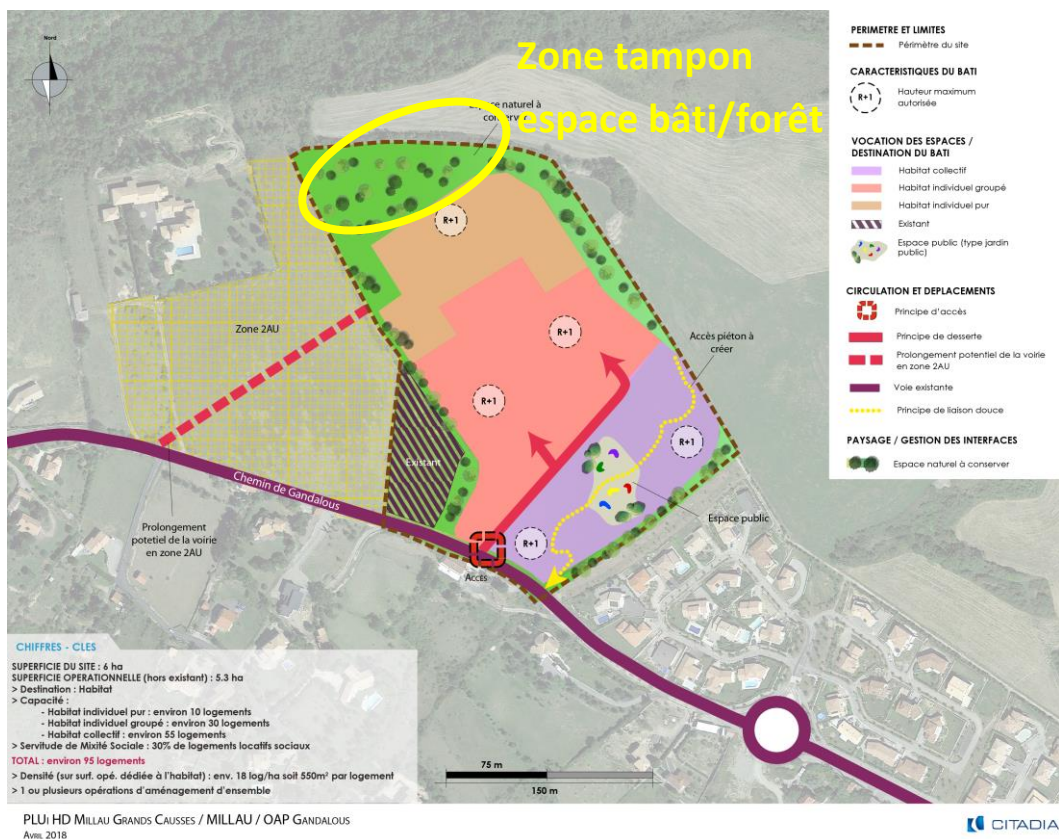 Nord
Zone tampon
espace bâti/forêt
Espace naturel à
conserver
R+1
Zone 2AU
R+1
Accès piéton à
créer
R+1
R+1
Existant
Chemin de Gandalous
Espace public
R+1
Prolongement
potetiel de la voirie
en zone 2AU
Accès
PERIMETRE ET LIMITES
Périmètre du site
CARACTERISTIQUES DU BATI
R+1
Hauteur maximum
autorisée
VOCATION DES ESPACES /
DESTINATION DU BATI
Habitat collectif
Habitat individuel groupé
Habitat individuel pur
Existant
Espace public (type jardin
public)
CIRCULATION ET DEPLACEMENTS
Principe d'accès
Principe de desserte
Prolongement potentiel de la voirie
en zone 2AU
Voie existante
Principe de liaison douce
PAYSAGE / GESTION DES INTERFACES
Espace naturel à conserver
CHIFFRES - CLES
SUPERFICIE DU SITE : 6 ha
SUPERFICIE OPERATIONNELLE (hors existant) : 5.3 ha
> Destination : Habitat
> Capacité :
- Habitat individuel pur : environ 10 logements
- Habitat individuel groupé : environ 30 logements
- Habitat collectif : environ 55 logements
> Servitude de Mixité Sociale : 30% de logements locatifs sociaux
TOTAL : environ 95 logements
> Densité (sur surf. opé. dédiée à l'habitat) : env. 18 log/ha soit 550m² par logement
> 1 ou plusieurs opérations d'aménagement d'ensemble
75 m
150 m
PLUi HD MILLAU GRANDS CAUSSES / MILLAU / OAP GANDALOUS
AVRIL 2018
CITADIA